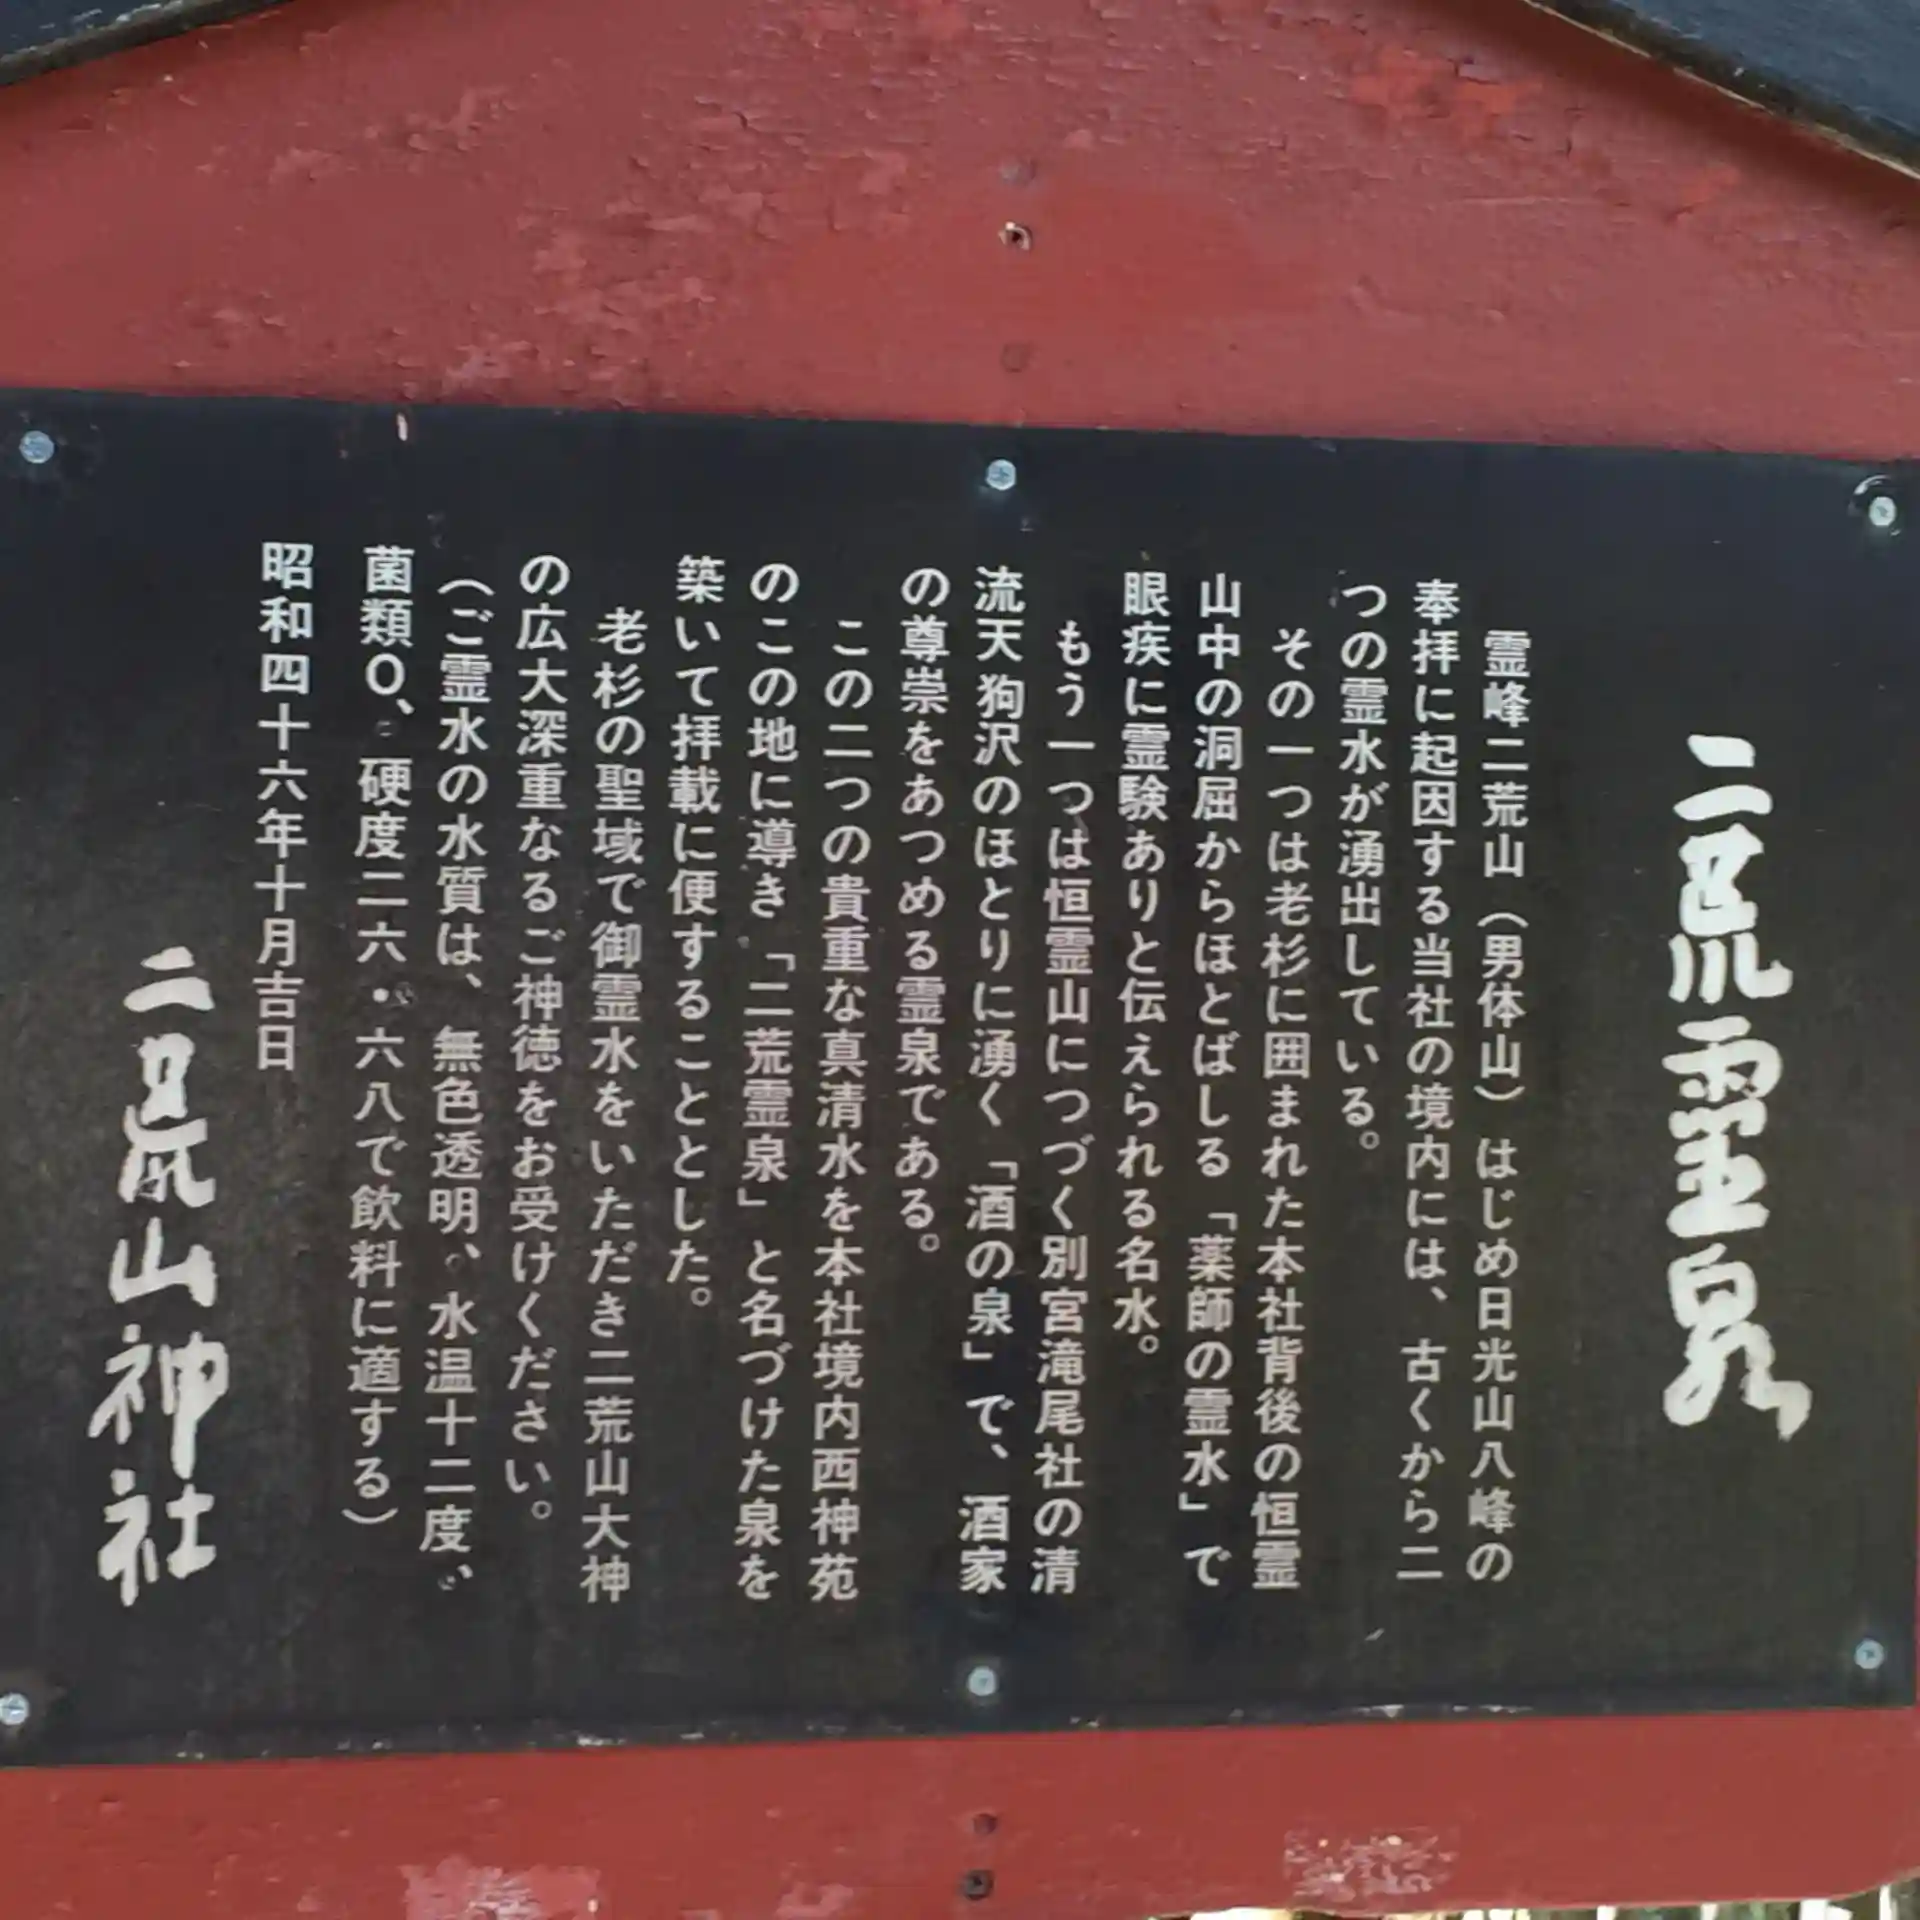 二荒霊泉
霊峰二荒山（男体山）はじめ日光山八峰の
奉拝に起因する当社の境内には、古くから二
つの霊水が湧出している。
その一つは老杉に囲まれた本社背後の恒霊
山中の洞屈からほとばしる「薬師の霊水」で
眼疾に霊験ありと伝えられる名水。
もう一つは恒霊山につづく別宮滝尾社の清
流天狗沢のほとりに湧く「酒の泉」で、酒家
の尊崇をあつめる霊泉である。
この二つの貴重な真清水を本社境内西神苑
のこの地に導き「二荒霊泉」と名づけた泉を
築いて拝載に便することとした。
老杉の聖域で御霊水をいただき二荒山大神
の広大深重なるご神徳をお受けください。
（ご霊水の水質は、無色透明、水温十二度、
菌類０、硬度二六・六八で飲料に適する）
昭和四十六年十月吉日
二荒山神社